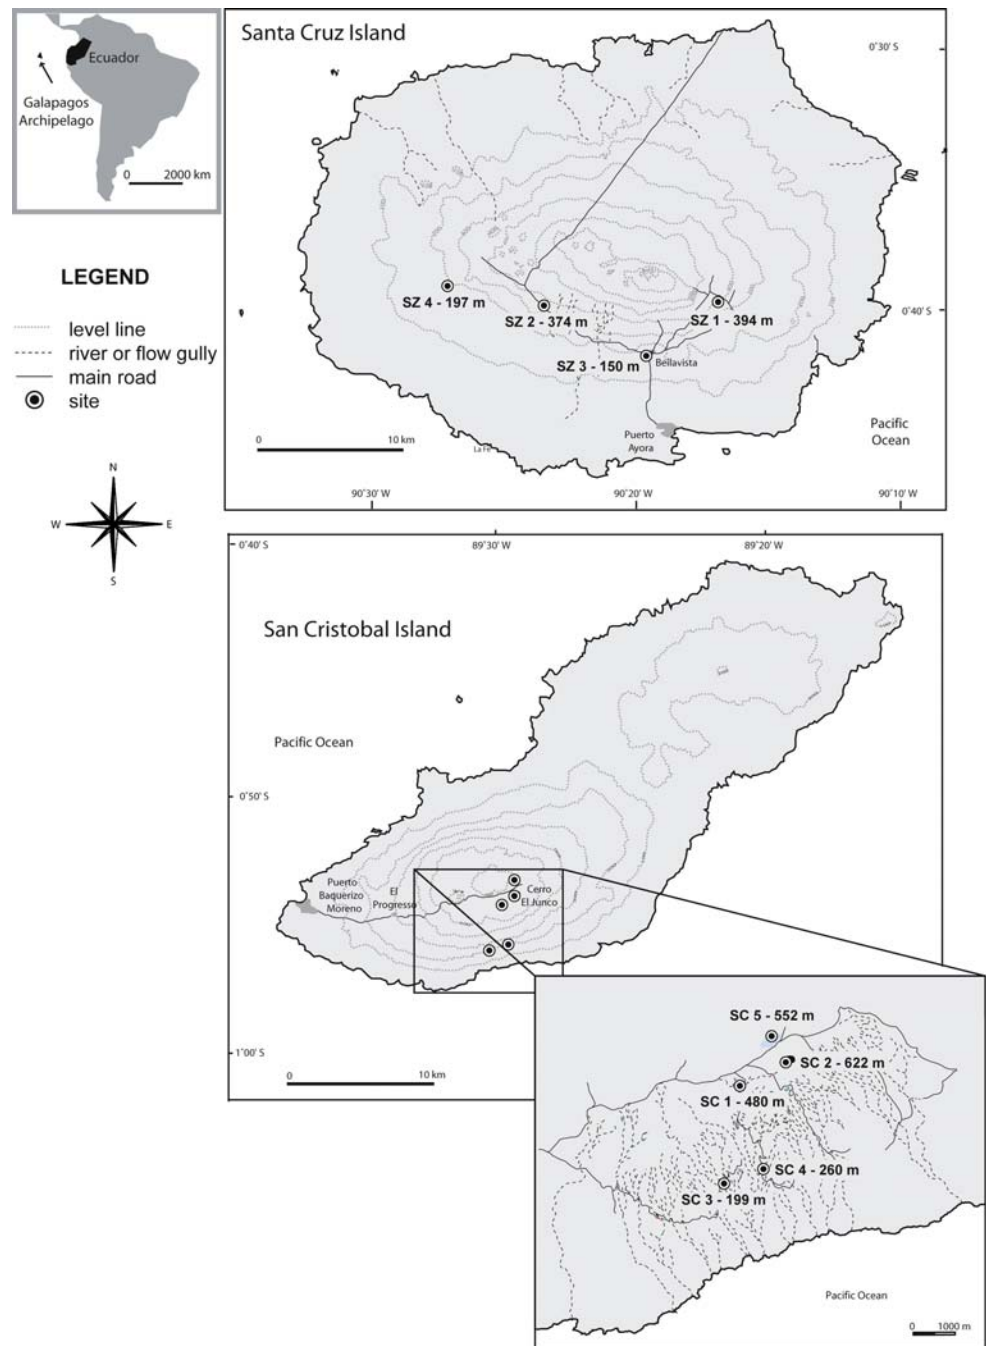 Ecuador
Galapagos
Archipelago
0 2000 km
LEGEND
level line
river or flow gully
main road
site
N
W E
S
Santa Cruz Island
0˚30' S
SZ 4 - 197 m
SZ 2 - 374 m
SZ 1 - 394 m
0˚40' S
SZ 3 - 150 m
Bellavista
Puerto
Ayora
La Fe
Pacific
Ocean
0 10 km
90˚30' W 90˚20' W 90˚10' W
0˚40' S 89˚30' W 89˚20' W
San Cristobal Island
Pacific Ocean
0˚50' S
Puerto
Baquerizo
Moreno
El
Progresso
Cerro
El Junco
1˚00' S
0 10 km
SC 5 - 552 m
SC 2 - 622 m
SC 1 - 480 m
SC 4 - 260 m
SC 3 - 199 m
Pacific Ocean
0 1000 m